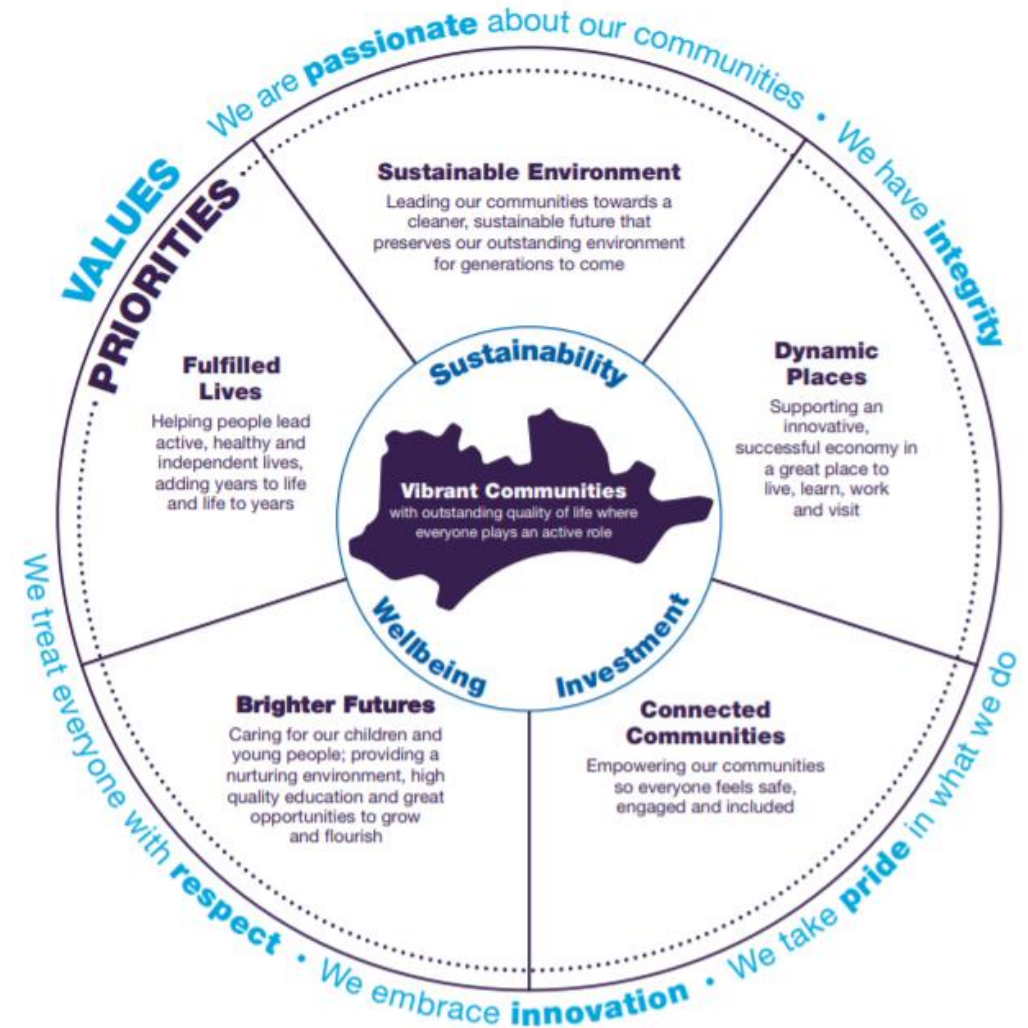 VALUES
We are passionate about our communities • We have integrity
We take pride in what we do
We treat everyone with respect • We embrace innovation •
PRIORITIES
Sustainable Environment
Leading our communities towards a
cleaner, sustainable future that
preserves our outstanding environment
for generations to come
Dynamic
Places
Supporting an
innovative,
successful economy in
a great place to
live, learn, work
and visit
Connected
Communities
Empowering our communities
so everyone feels safe,
engaged and included
Brighter Futures
Caring for our children and
young people; providing a
nurturing environment, high
quality education and great
opportunities to grow
and flourish
Fulfilled
Lives
Helping people lead
active, healthy and
independent lives,
adding years to life
and life to years
Sustainability
Vibrant Communities
with outstanding quality of life where
everyone plays an active role
Wellbeing
Investment